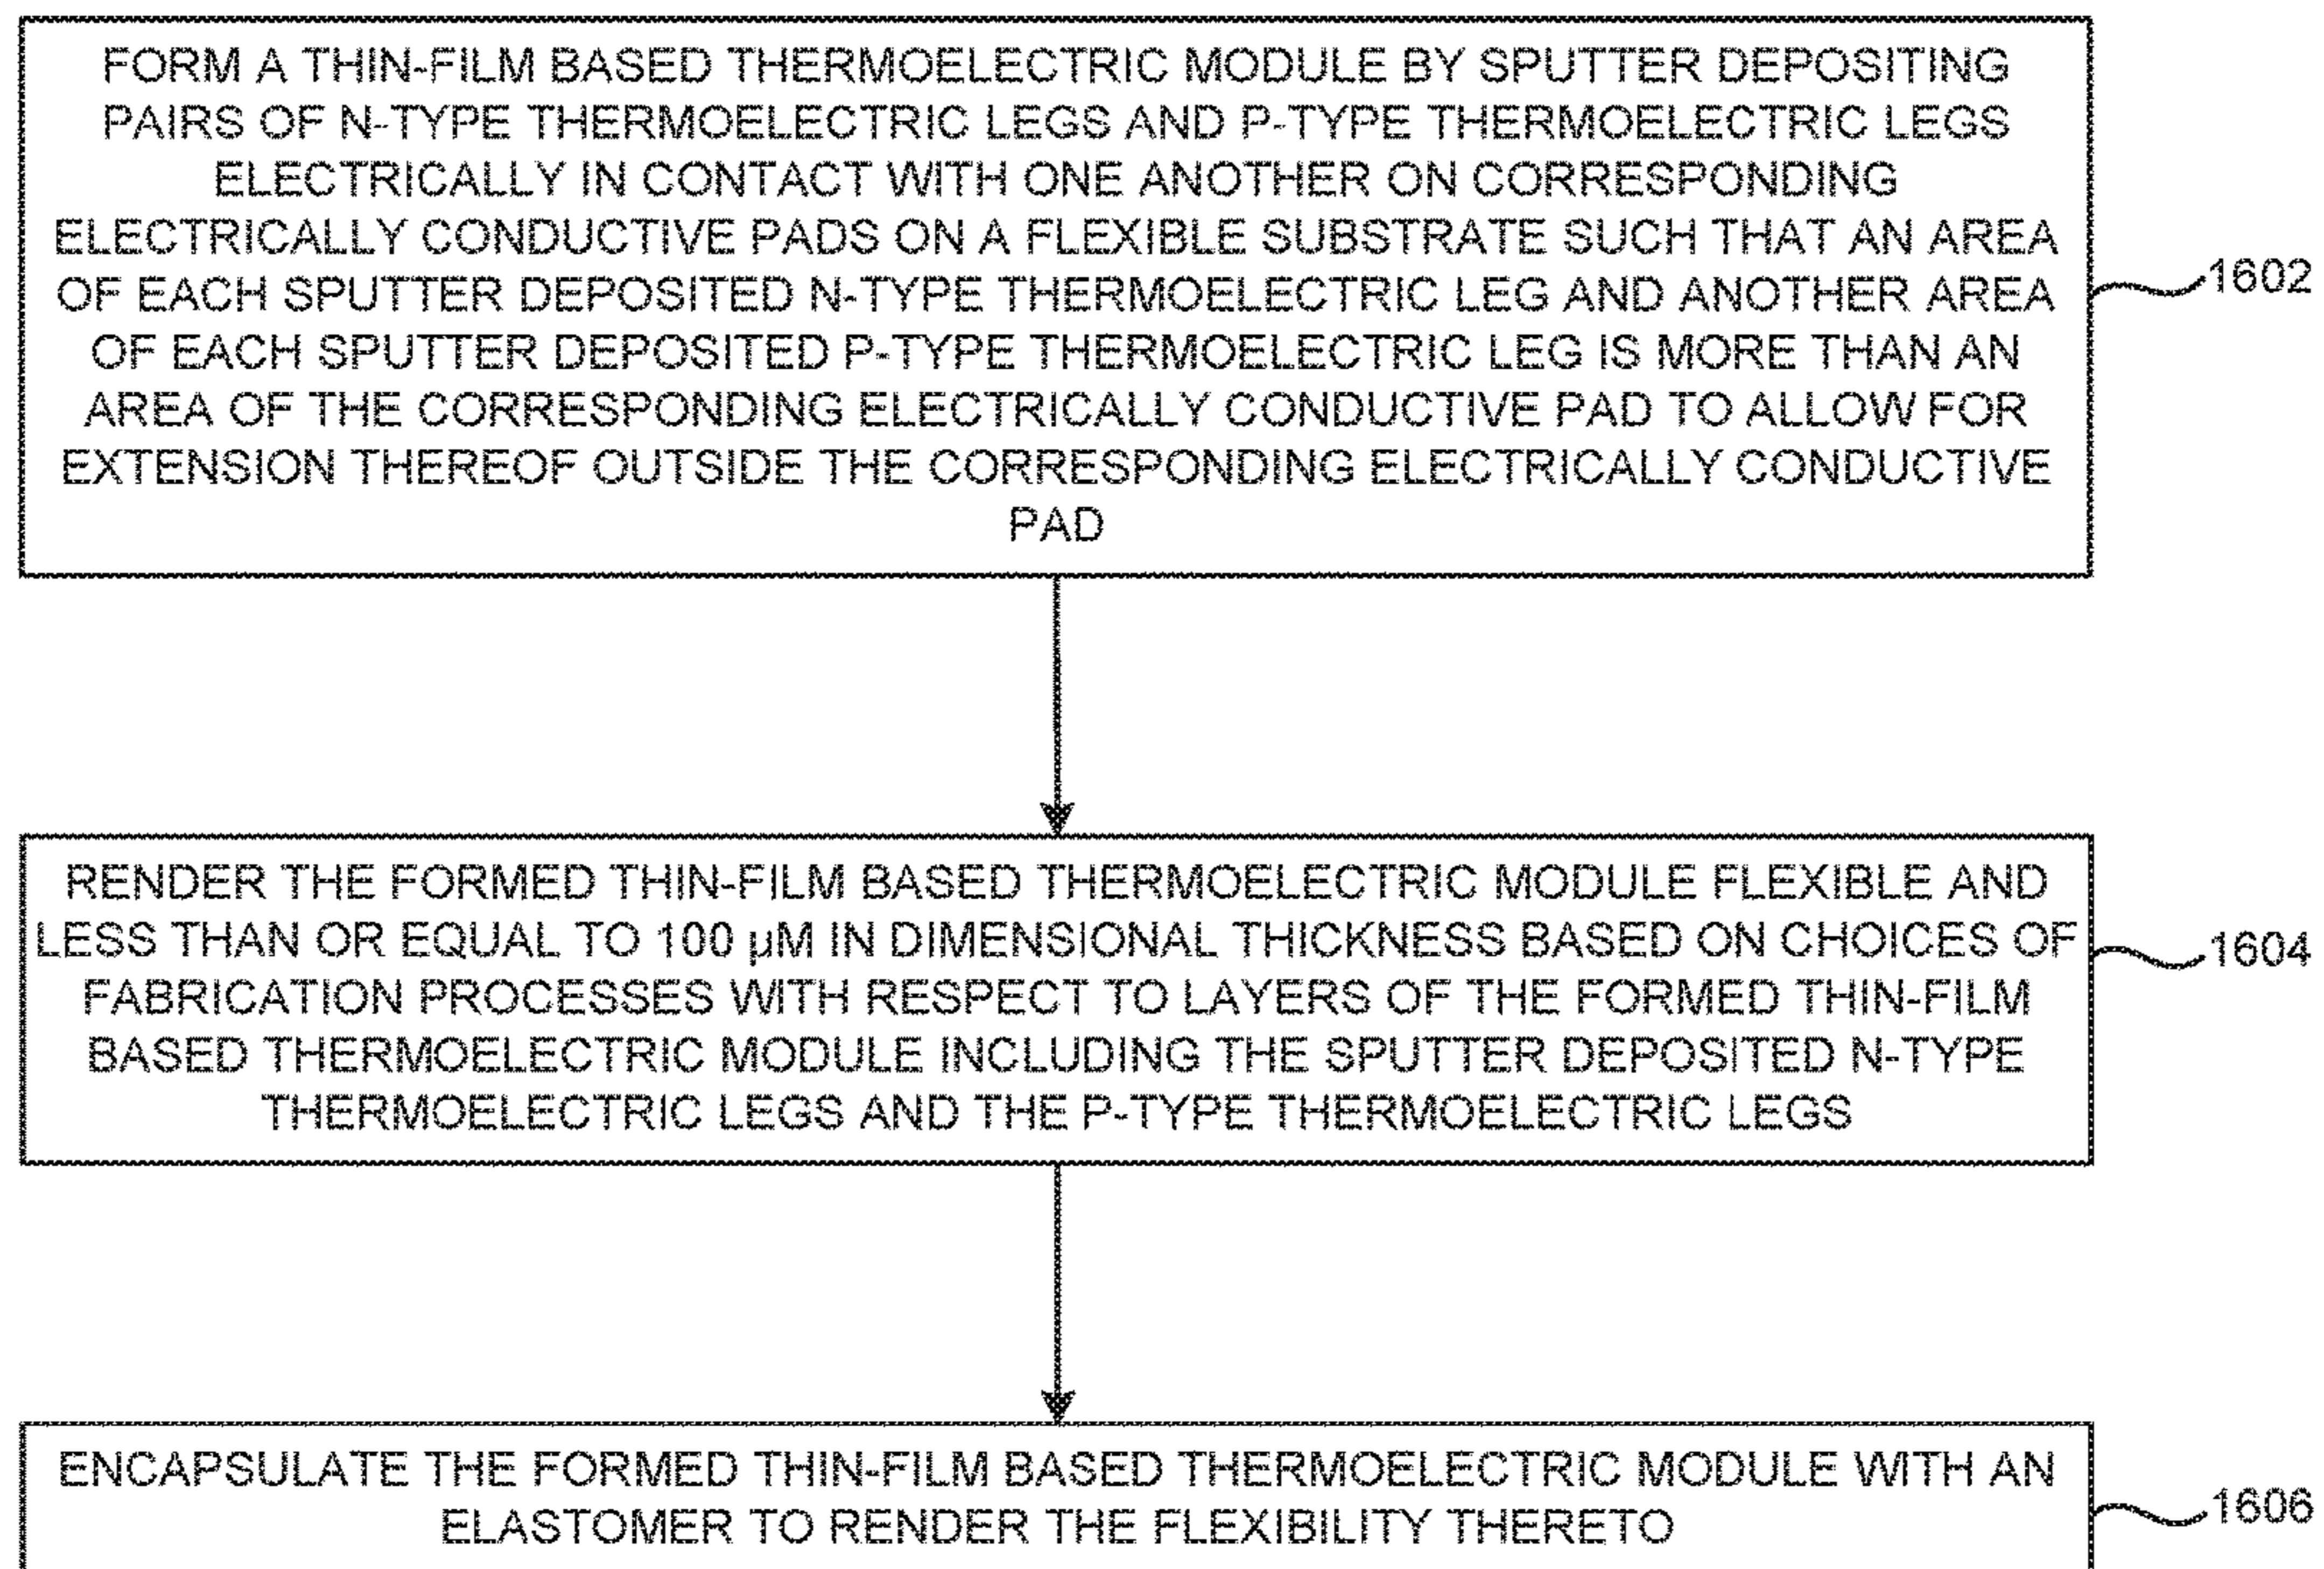 FORM A THIN-FILM BASED THERMOELECTRIC MODULE BY SPUTTER DEPOSITING
PAIRS OF N-TYPE THERMOELECTRIC LEGS AND P-TYPE THERMOELECTRIC LEGS
ELECTRICALLY IN CONTACT WITH ONE ANOTHER ON CORRESPONDING
ELECTRICALLY CONDUCTIVE PADS ON A FLEXIBLE SUBSTRATE SUCH THAT AN AREA
OF EACH SPUTTER DEPOSITED N-TYPE THERMOELECTRIC LEG AND ANOTHER AREA
OF EACH SPUTTER DEPOSITED P-TYPE THERMOELECTRIC LEG IS MORE THAN AN
AREA OF THE CORRESPONDING ELECTRICALLY CONDUCTIVE PAD TO ALLOW FOR
EXTENSION THEREOF OUTSIDE THE CORRESPONDING ELECTRICALLY CONDUCTIVE
PAD
1602
RENDER THE FORMED THIN-FILM BASED THERMOELECTRIC MODULE FLEXIBLE AND
LESS THAN OR EQUAL TO 100 µM IN DIMENSIONAL THICKNESS BASED ON CHOICES OF
FABRICATION PROCESSES WITH RESPECT TO LAYERS OF THE FORMED THIN-FILM
BASED THERMOELECTRIC MODULE INCLUDING THE SPUTTER DEPOSITED N-TYPE
THERMOELECTRIC LEGS AND THE P-TYPE THERMOELECTRIC LEGS
1604
ENCAPSULATE THE FORMED THIN-FILM BASED THERMOELECTRIC MODULE WITH AN
ELASTOMER TO RENDER THE FLEXIBILITY THERETO
1606